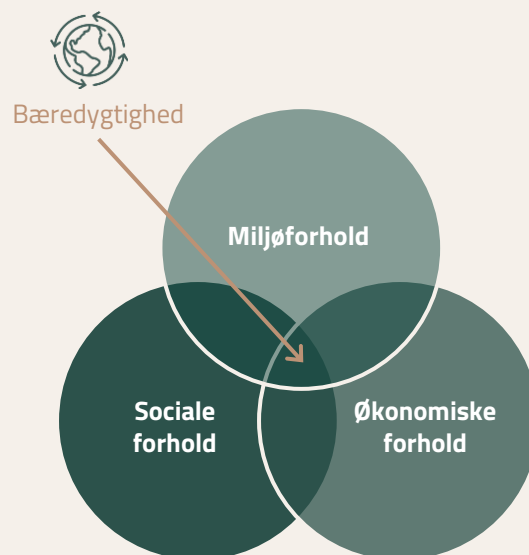 Bæredygtighed
Miljøforhold
Sociale
forhold
Økonomiske
forhold